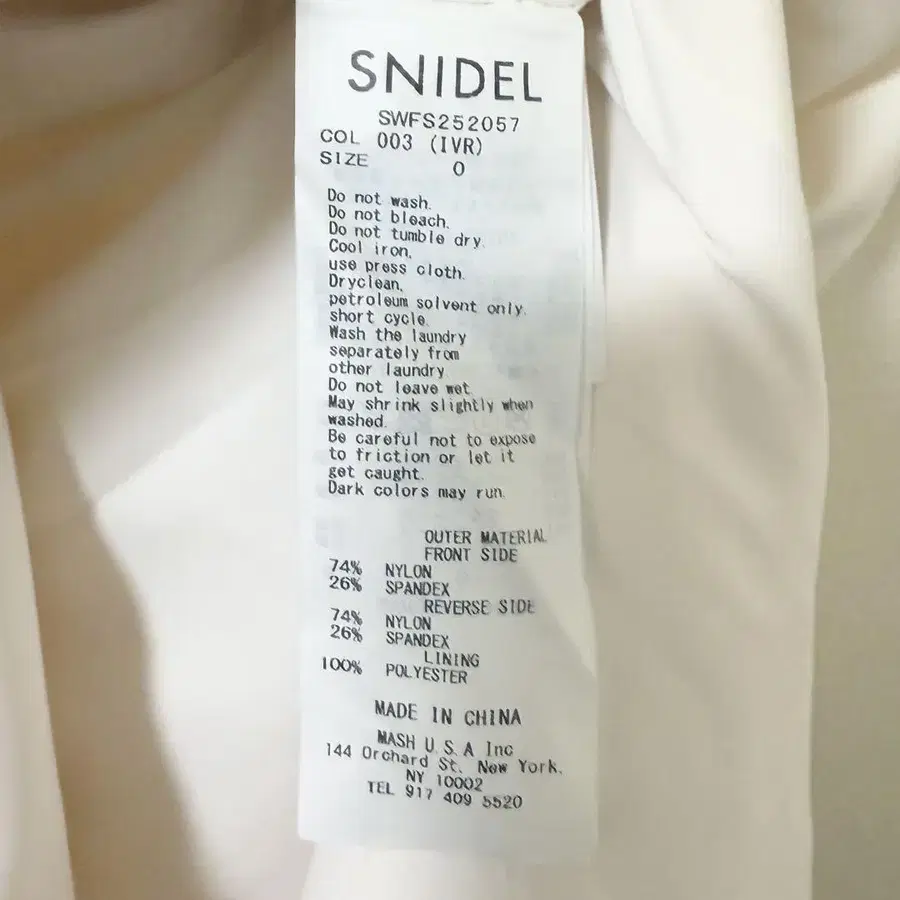 SNIDEL
SWFS252057
COL 003 (IVR)
SIZE 0
Do not wash.
Do not bleach.
Do not tumble dry.
Cool iron,
use press cloth.
Dryclean,
petroleum solvent only.
short cycle.
Wash the laundry
separately from
other laundry.
Do not leave wet.
May shrink slightly when
washed.
Be careful not to expose
to friction or let it
get caught.
Dark colors may run.
OUTER MATERIAL
FRONT SIDE
74% NYLON
26% SPANDEX
REVERSE SIDE
74% NYLON
26% SPANDEX
LINING
100% POLYESTER
MADE IN CHINA
MASH U.S.A Inc
144 Orchard St. New York,
NY 10002
TEL 917 409 5520